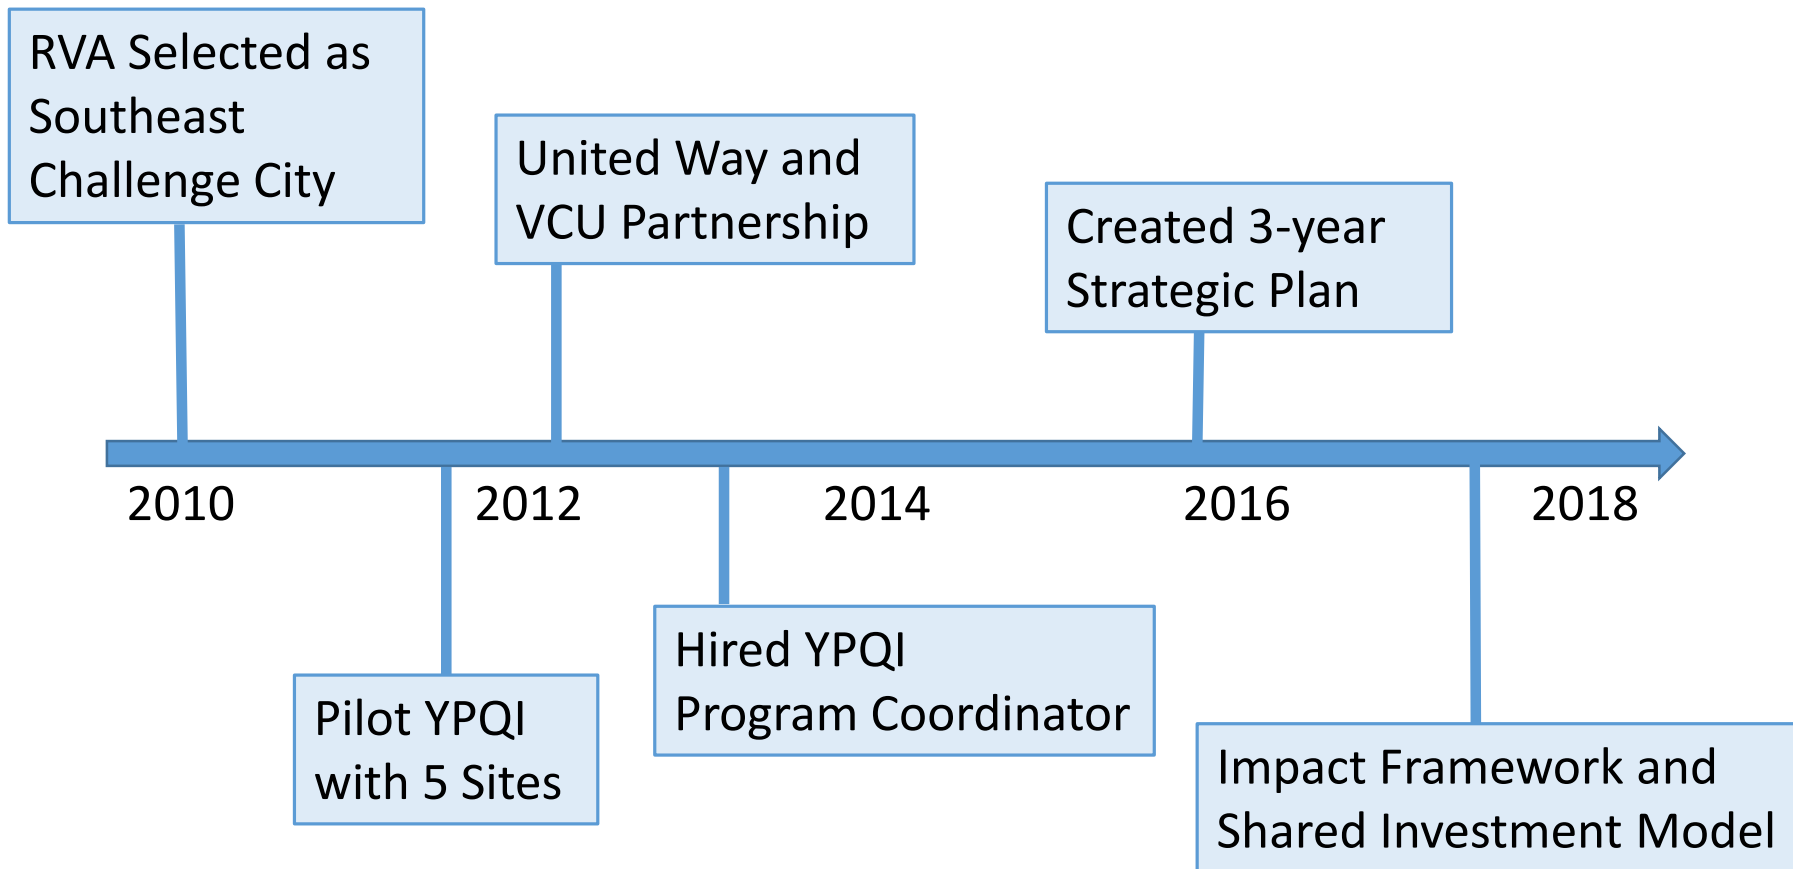 RVA Selected as
Southeast
Challenge City
United Way and
VCU Partnership
Created 3-year
Strategic Plan
2010
2012
2014
2016
2018
Pilot YPQI
with 5 Sites
Hired YPQI
Program Coordinator
Impact Framework and
Shared Investment Model